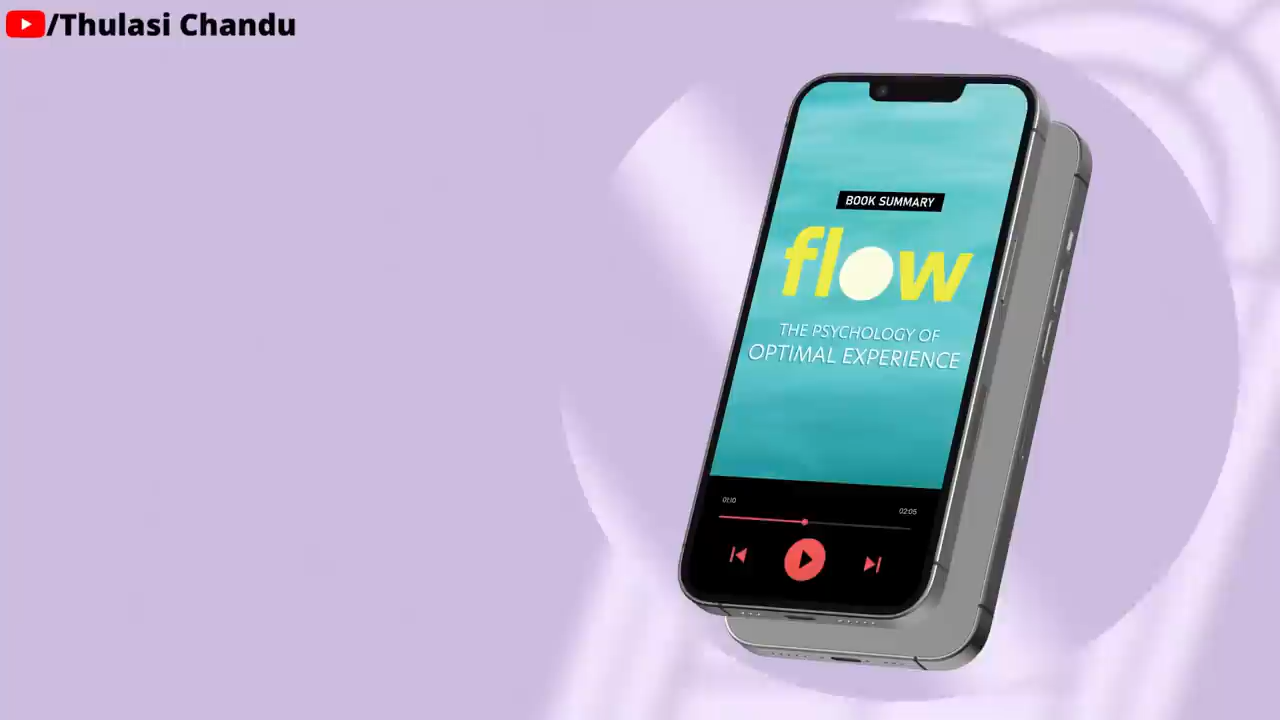 /Thulasi Chandu
BOOK SUMMARY
flow
THE PSYCHOLOGY OF
OPTIMAL EXPERIENCE
01:10
02:05